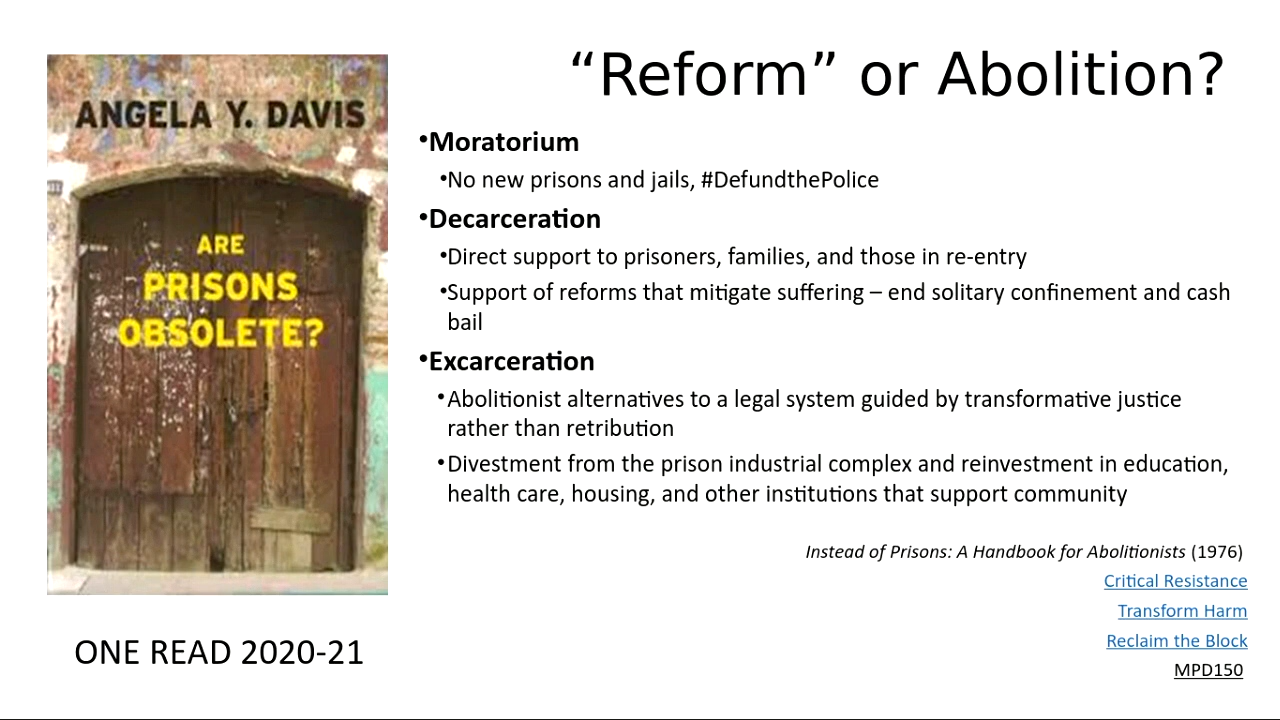 “Reform” or Abolition?
ANGELA Y. DAVIS
ARE
PRISONS
OBSOLETE?
ONE READ 2020-21
•Moratorium
•No new prisons and jails, #DefundthePolice
•Decarceration
•Direct support to prisoners, families, and those in re-entry
•Support of reforms that mitigate suffering – end solitary confinement and cash
bail
•Excarceration
•Abolitionist alternatives to a legal system guided by transformative justice
rather than retribution
•Divestment from the prison industrial complex and reinvestment in education,
health care, housing, and other institutions that support community
Instead of Prisons: A Handbook for Abolitionists (1976)
Critical Resistance
Transform Harm
Reclaim the Block
MPD150